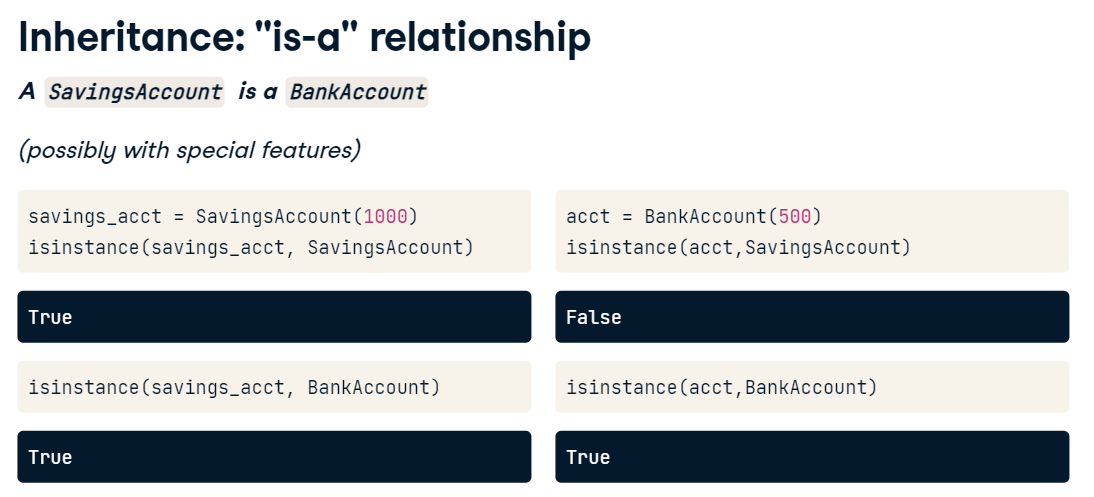 Inheritance: "is-a" relationship
A SavingsAccount is a BankAccount
(possibly with special features)
savings_acct = SavingsAccount(1000)
isinstance(savings_acct, SavingsAccount)
True
isinstance(savings_acct, BankAccount)
True
acct = BankAccount(500)
isinstance(acct,SavingsAccount)
False
isinstance(acct,BankAccount)
True